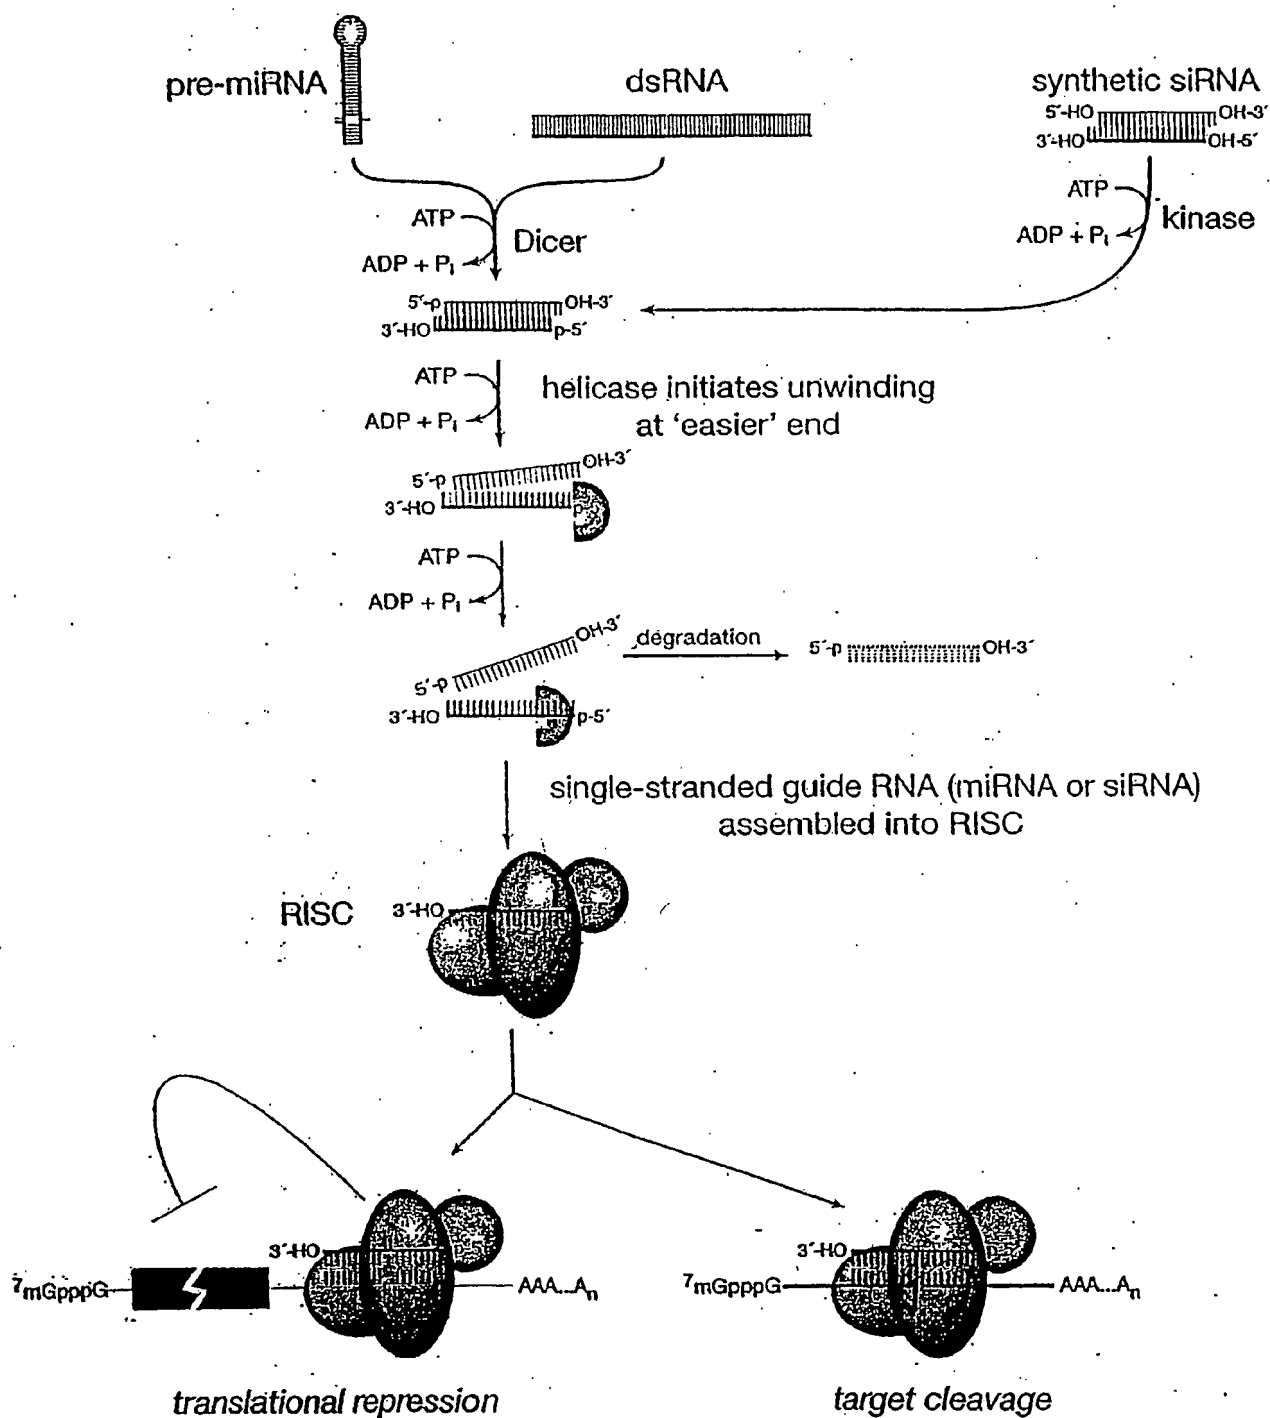 pre-miRNA
dsRNA
synthetic siRNA
5´-HO OH-3´
3´-HO OH-5´
ATP
ADP + Pi
Dicer
ATP
ADP + Pi
kinase
5´-p OH-3´
3´-HO p-5´
ATP
ADP + Pi
helicase initiates unwinding
at ‘easier’ end
5´-p OH-3´
3´-HO p
ATP
ADP + Pi
5´-p OH-3´
3´-HO p-5´
degradation
5´-p OH-3´
single-stranded guide RNA (miRNA or siRNA)
assembled into RISC
RISC
3´-HO
3´-HO
⁷mGpppG AAA...An
translational repression
3´-HO
⁷mGpppG AAA...An
target cleavage